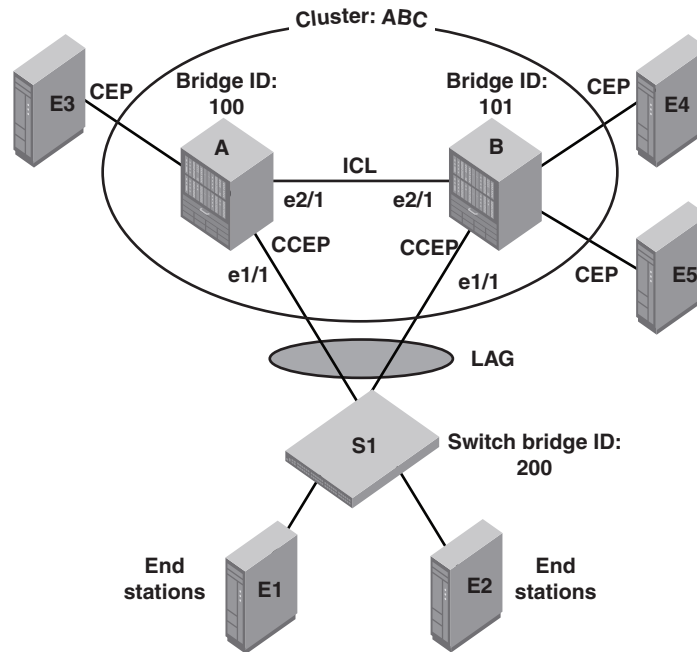 Cluster: ABC
E3
CEP
Bridge ID:
100
Bridge ID:
101
CEP
E4
A
B
ICL
e2/1
e2/1
CCEP
CCEP
e1/1
e1/1
CEP
E5
LAG
S1
Switch bridge ID:
200
End
stations
E1
E2
End
stations